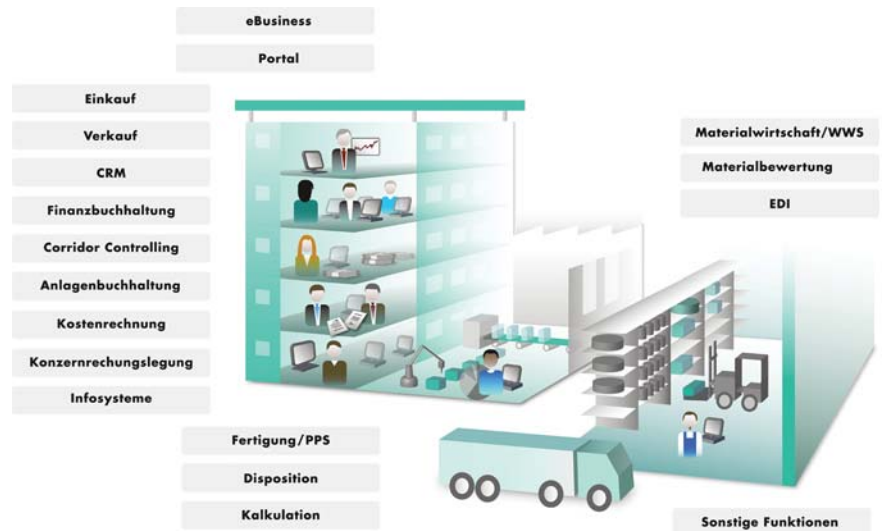 eBusiness
Portal
Einkauf
Verkauf
CRM
Finanzbuchhaltung
Corridor Controlling
Anlagenbuchhaltung
Kostenrechnung
Konzernrechungslegung
Infosysteme
Materialwirtschaft/WWS
Materialbewertung
EDI
Fertigung/PPS
Disposition
Kalkulation
Sonstige Funktionen